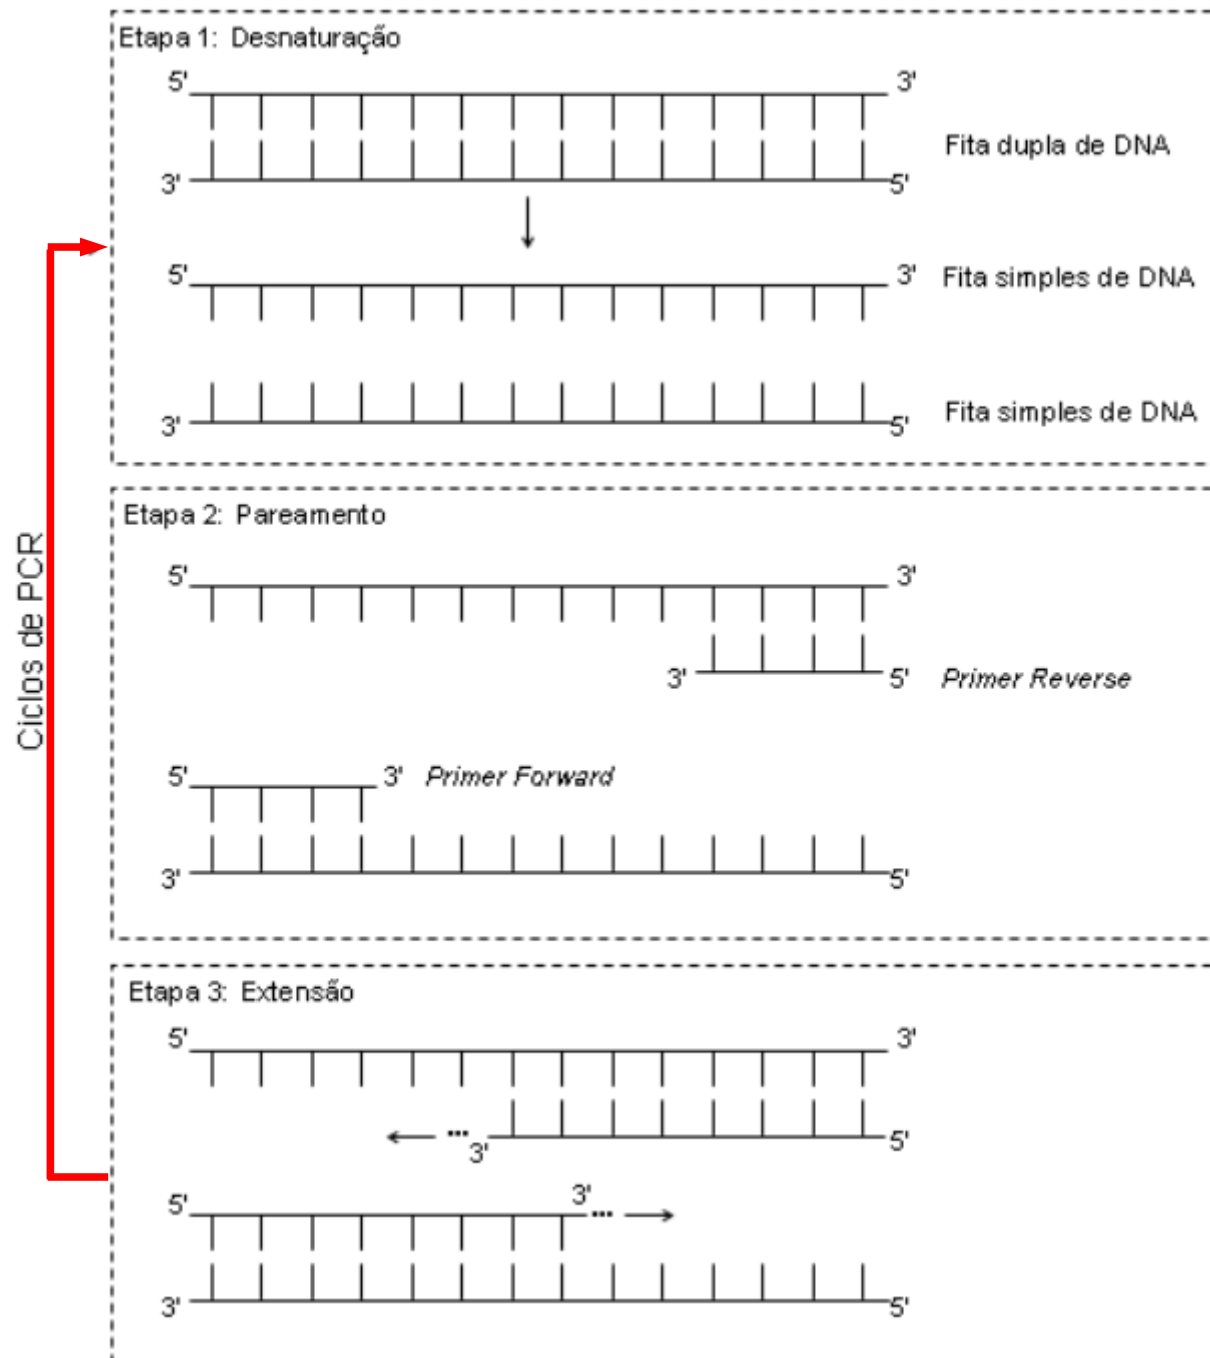 Etapa 1: Desnaturação
5' 3'
Fita dupla de DNA
3' 5'
5' 3' Fita simples de DNA
3' 5' Fita simples de DNA
Ciclos de PCR
Etapa 2: Pareamento
5' 3'
3' 5' Primer Reverse
5' 3' Primer Forward
3' 5'
Etapa 3: Extensão
5' 3'
... 3' 5'
5' 3' ...
3' 5'